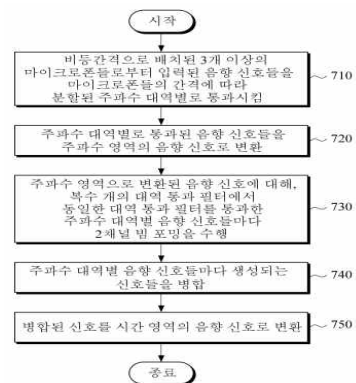 시작
비등간격으로 배치된 3개 이상의
마이크로폰들로부터 입력된 음향 신호들을
마이크로폰들의 간격에 따라
분할된 주파수 대역별로 통과시킴
710
주파수 대역별로 통과된 음향 신호들을
주파수 영역의 음향 신호로 변환
720
주파수 영역으로 변환된 음향 신호에 대해,
복수 개의 대역 통과 필터에서
동일한 대역 통과 필터를 통과한
주파수 대역별 음향 신호들마다
2채널 빔 포밍을 수행
730
주파수 대역별 음향 신호들마다 생성되는
신호들을 병합
740
병합된 신호를 시간 영역의 음향 신호로 변환
750
종료